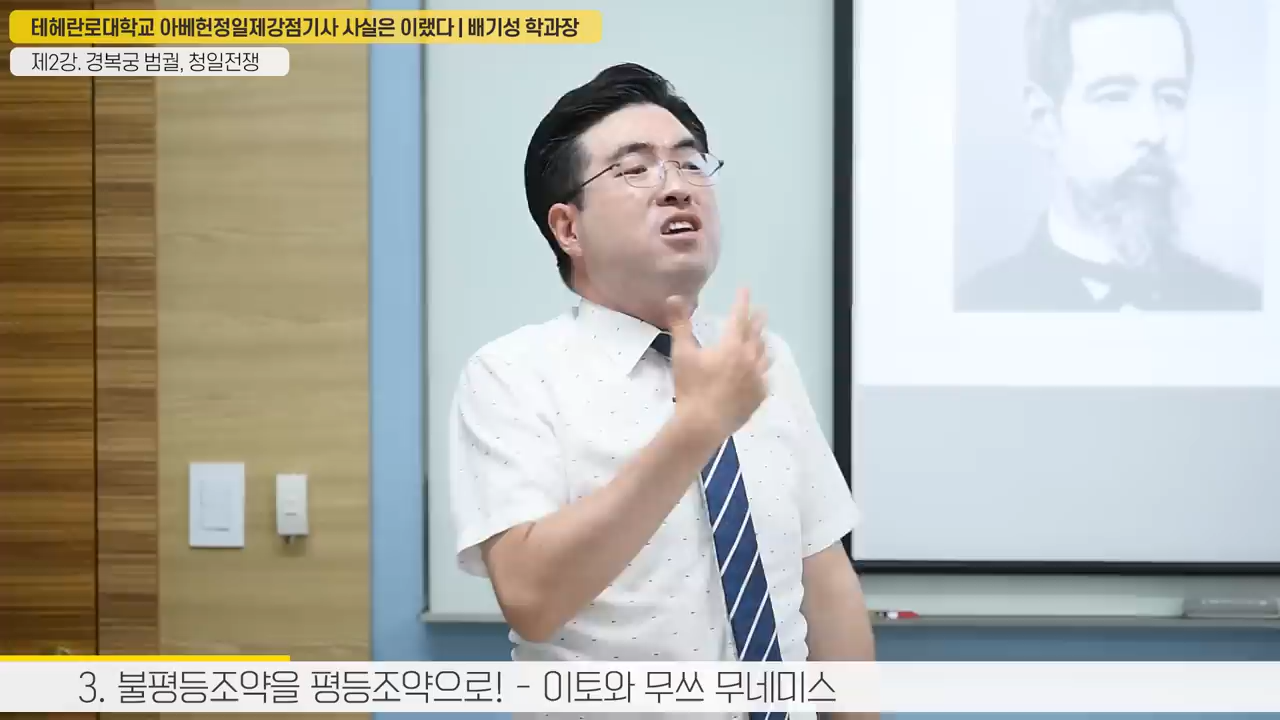 테헤란로대학교 아베헌정일제강점기사 사실은 이랬다 | 배기성 학과장
제2강. 경복궁 범궐, 청일전쟁
3. 불평등조약을 평등조약으로! - 이토와 무쓰 무네미스